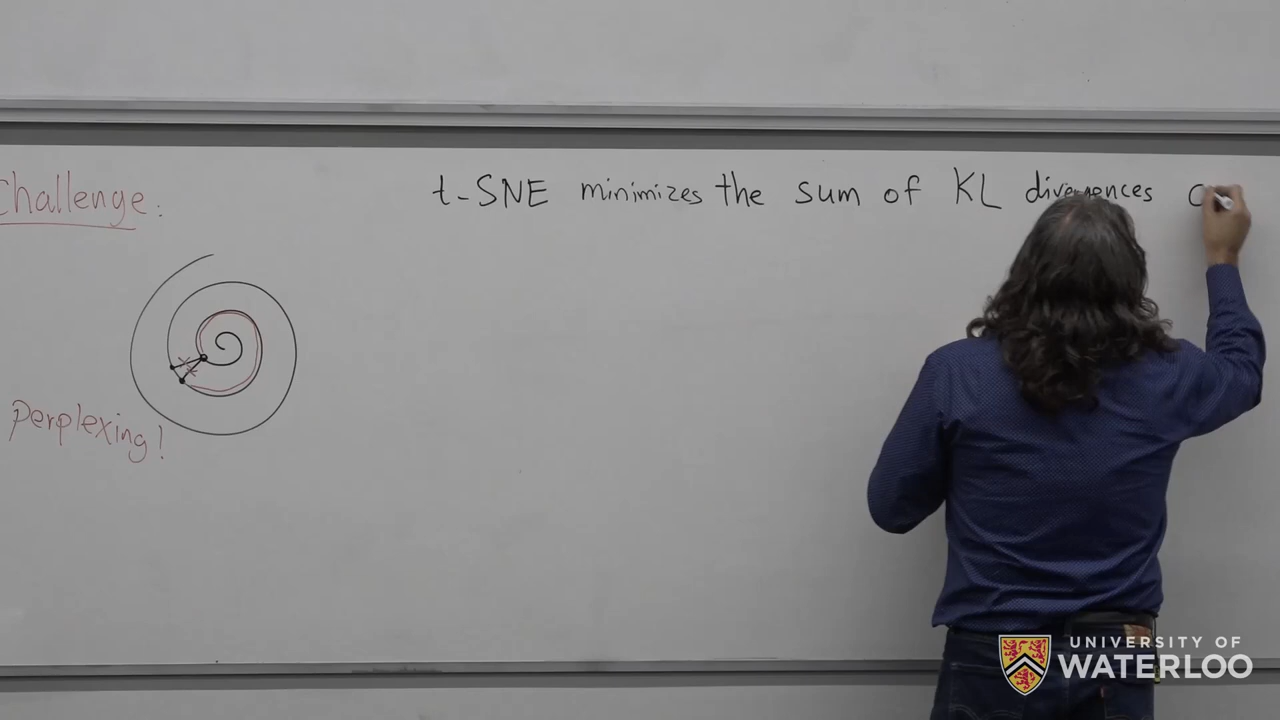 Challenge:
t-SNE minimizes the sum of KL divergences
Perplexing!
UNIVERSITY OF
WATERLOO